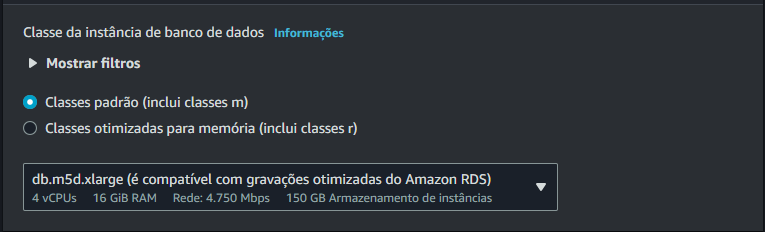 Classe da instância de banco de dados Informações
Mostrar filtros
Classes padrão (inclui classes m)
Classes otimizadas para memória (inclui classes r)
db.m5d.xlarge (é compatível com gravações otimizadas do Amazon RDS)
4 vCPUs 16 GiB RAM Rede: 4.750 Mbps 150 GB Armazenamento de instâncias